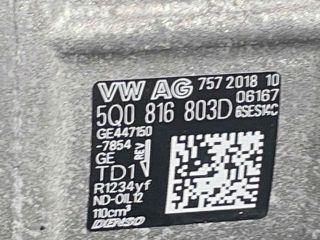 VW AG 757 2018 10
06167
5Q0 816 803D 6SES14C
GE447150
-7854
GE REV
TD1
R1234yf
ND-OIL12
110cm³
DENSO